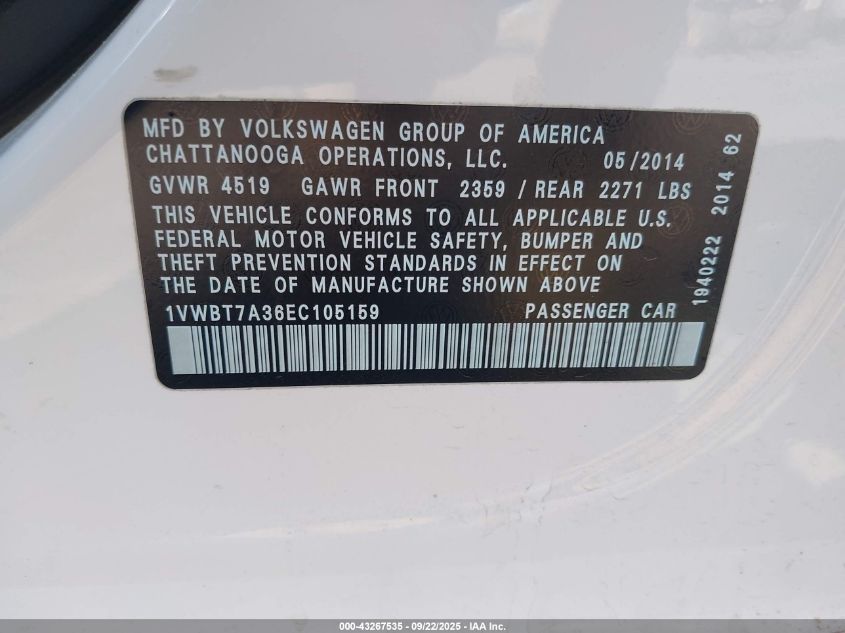 MFD BY VOLKSWAGEN GROUP OF AMERICA
CHATTANOOGA OPERATIONS, LLC. 05/2014
GVWR 4519 GAWR FRONT 2359 / REAR 2271 LBS
THIS VEHICLE CONFORMS TO ALL APPLICABLE U.S.
FEDERAL MOTOR VEHICLE SAFETY, BUMPER AND
THEFT PREVENTION STANDARDS IN EFFECT ON
THE DATE OF MANUFACTURE SHOWN ABOVE
1VWBT7A36EC105159 PASSENGER CAR
1940222 2014 62
000-43267535 - 09/22/2025 - IAA Inc.